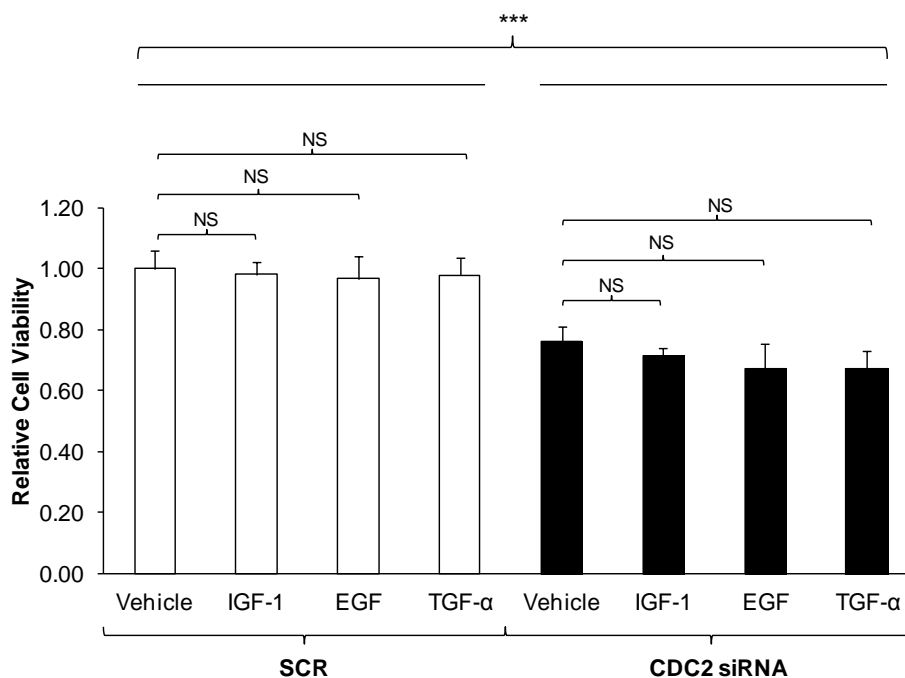 ***
NS
NS
NS
NS
NS
NS
Relative Cell Viability
1.20
1.00
0.80
0.60
0.40
0.20
0.00
Vehicle IGF-1 EGF TGF-α Vehicle IGF-1 EGF TGF-α
SCR CDC2 siRNA